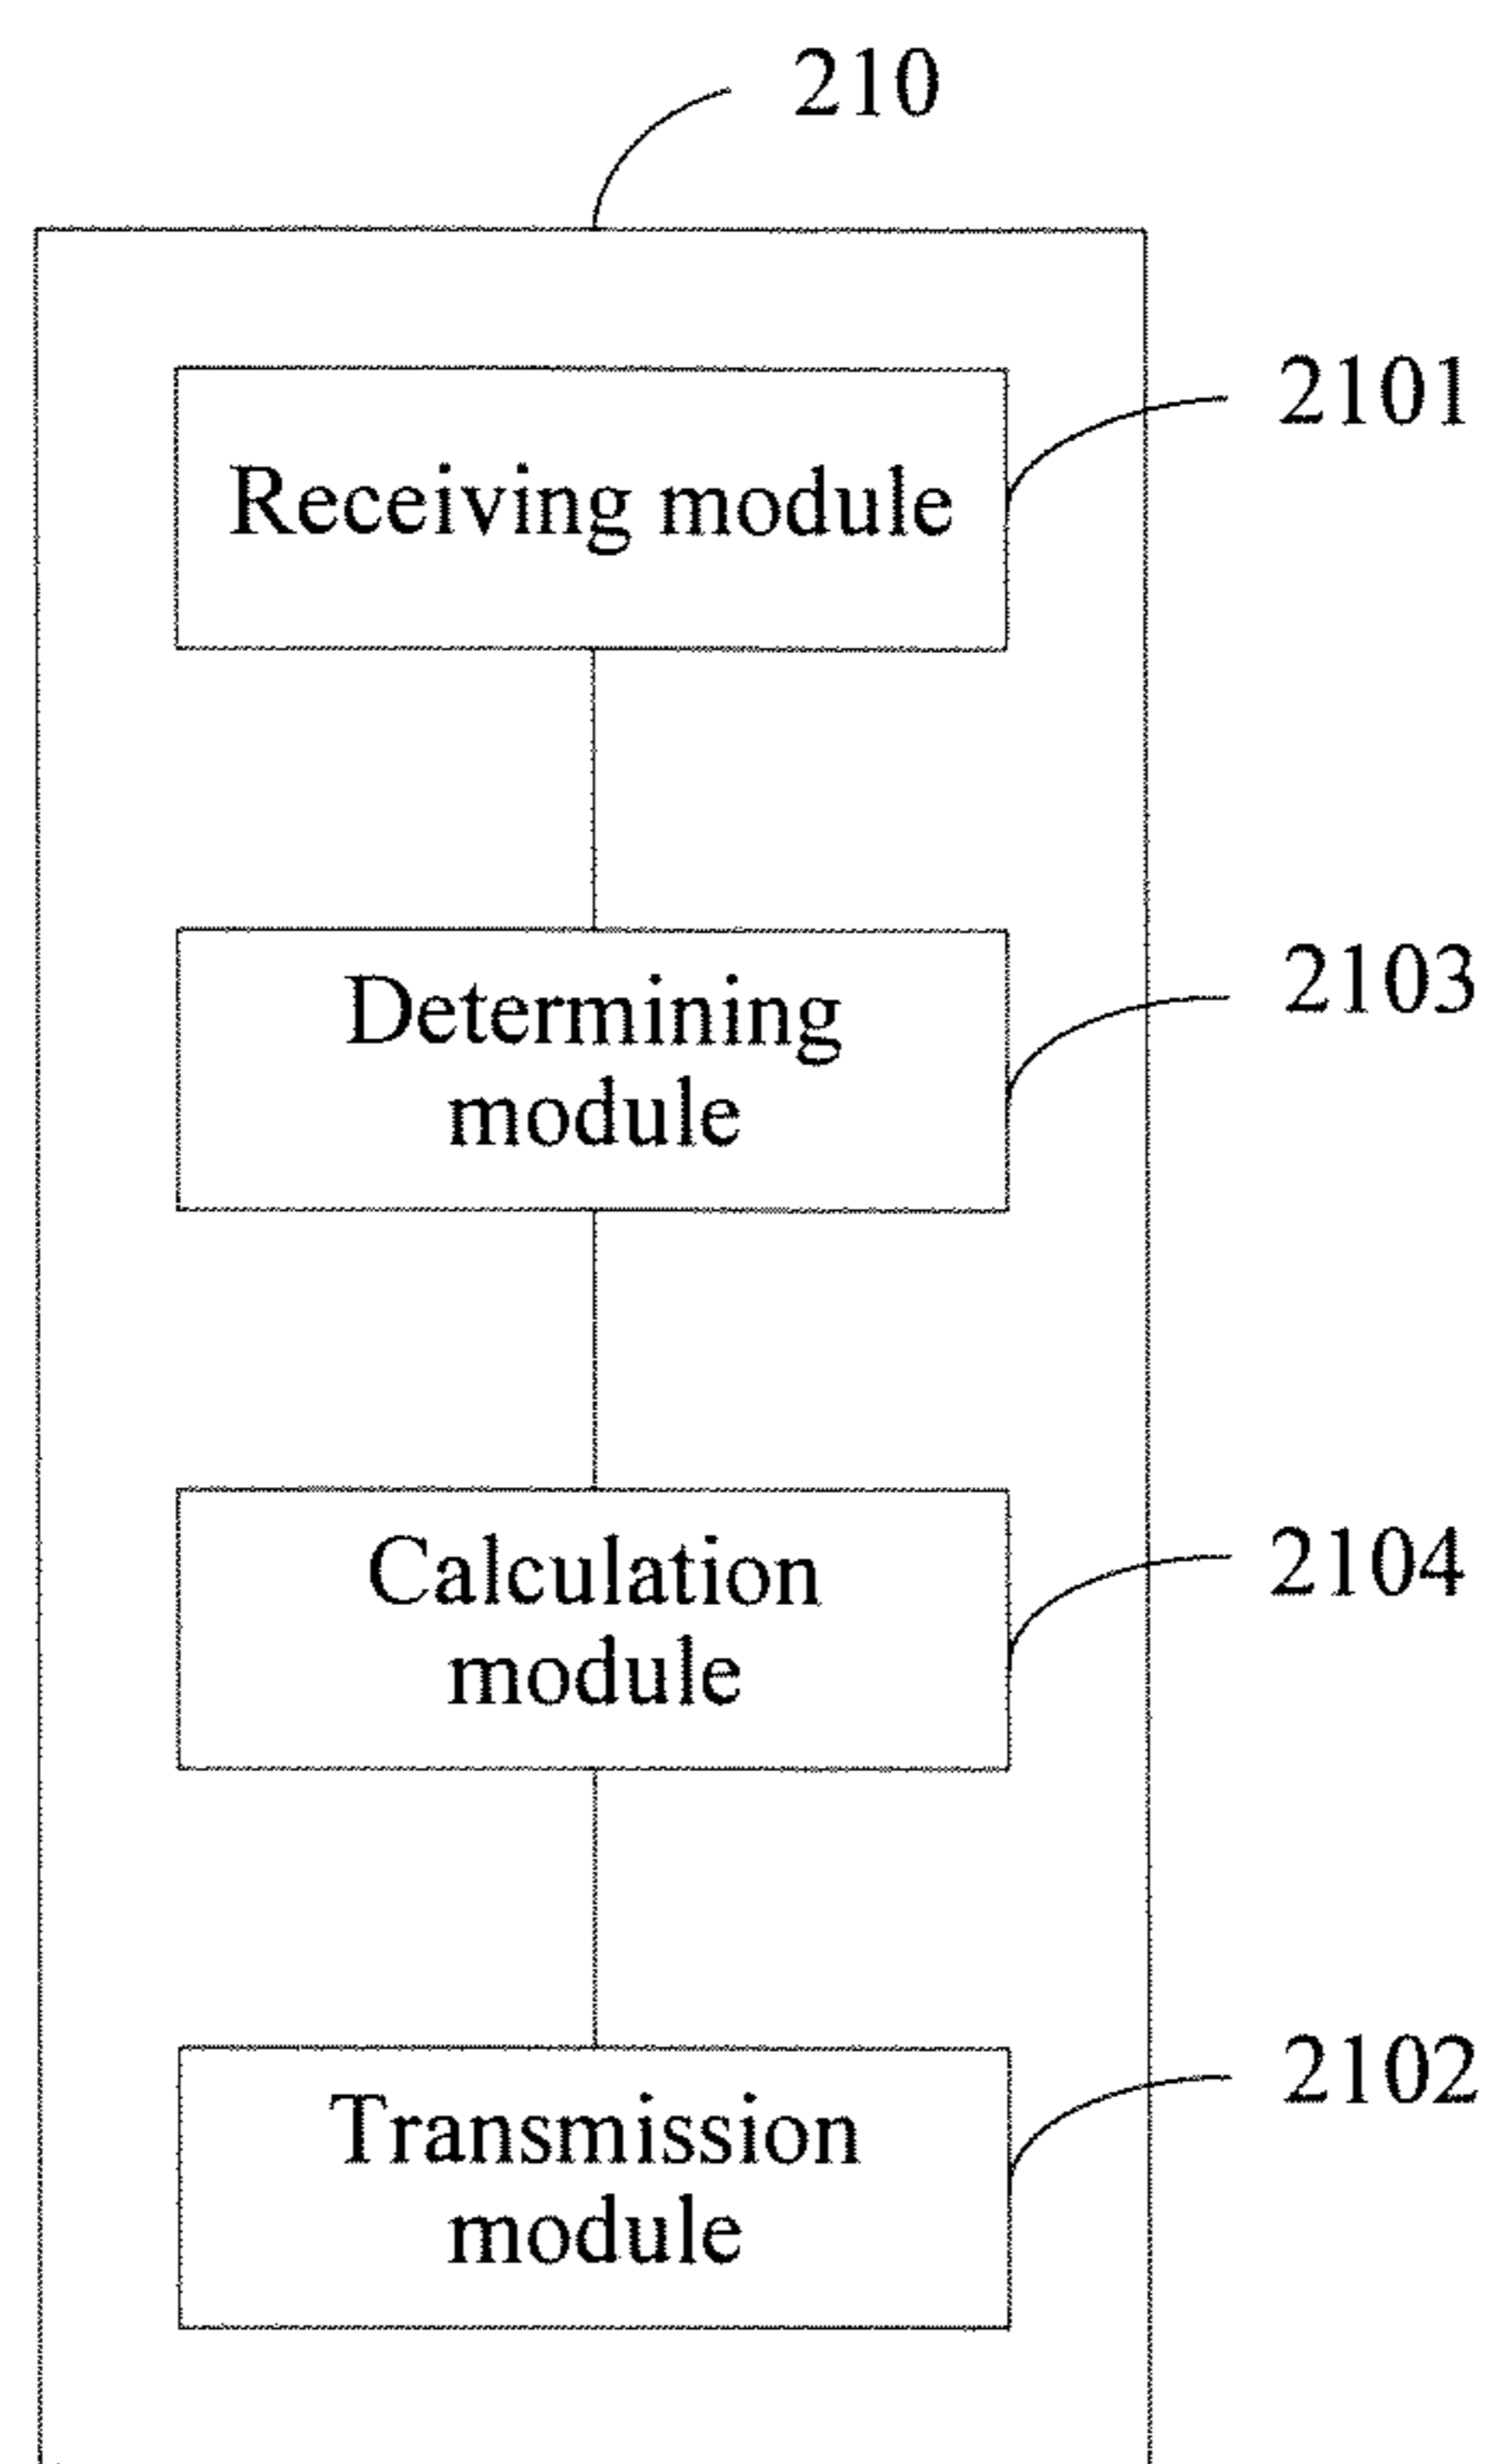 210
2101
Receiving module
2103
Determining
module
2104
Calculation
module
2102
Transmission
module